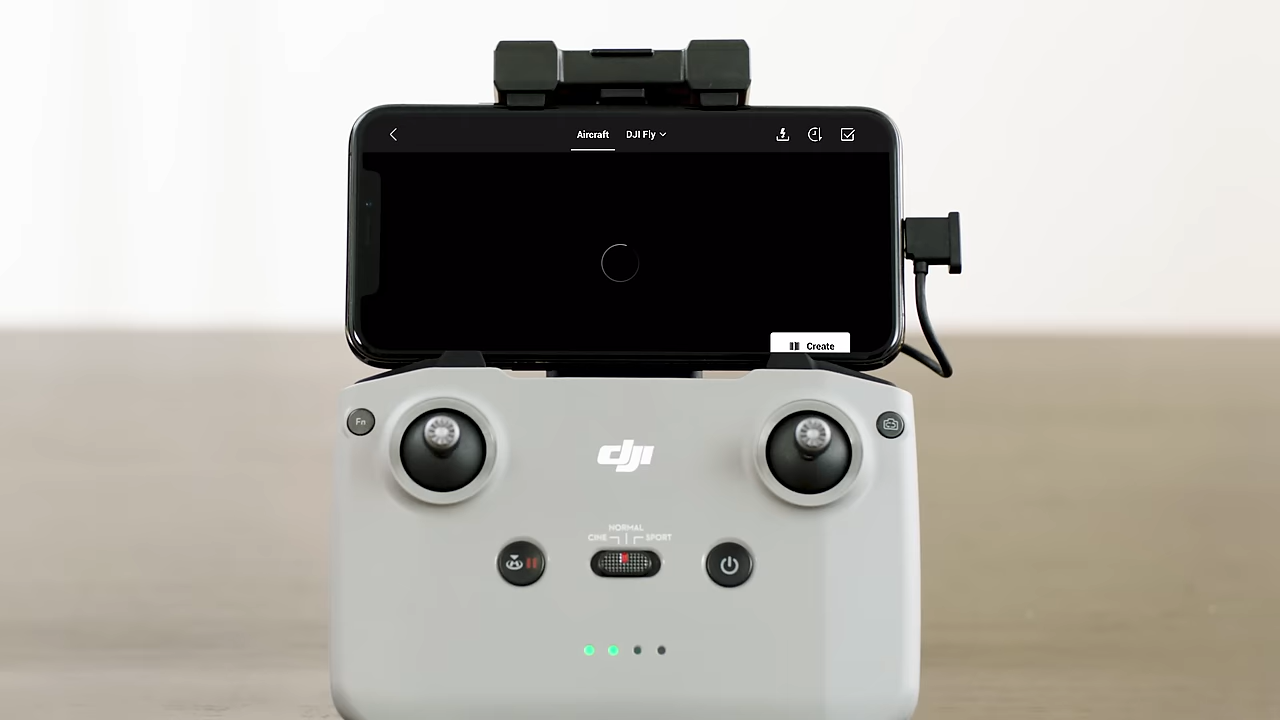 Aircraft DJI Fly
Create
Fn
dji
NORMAL
CINE SPORT